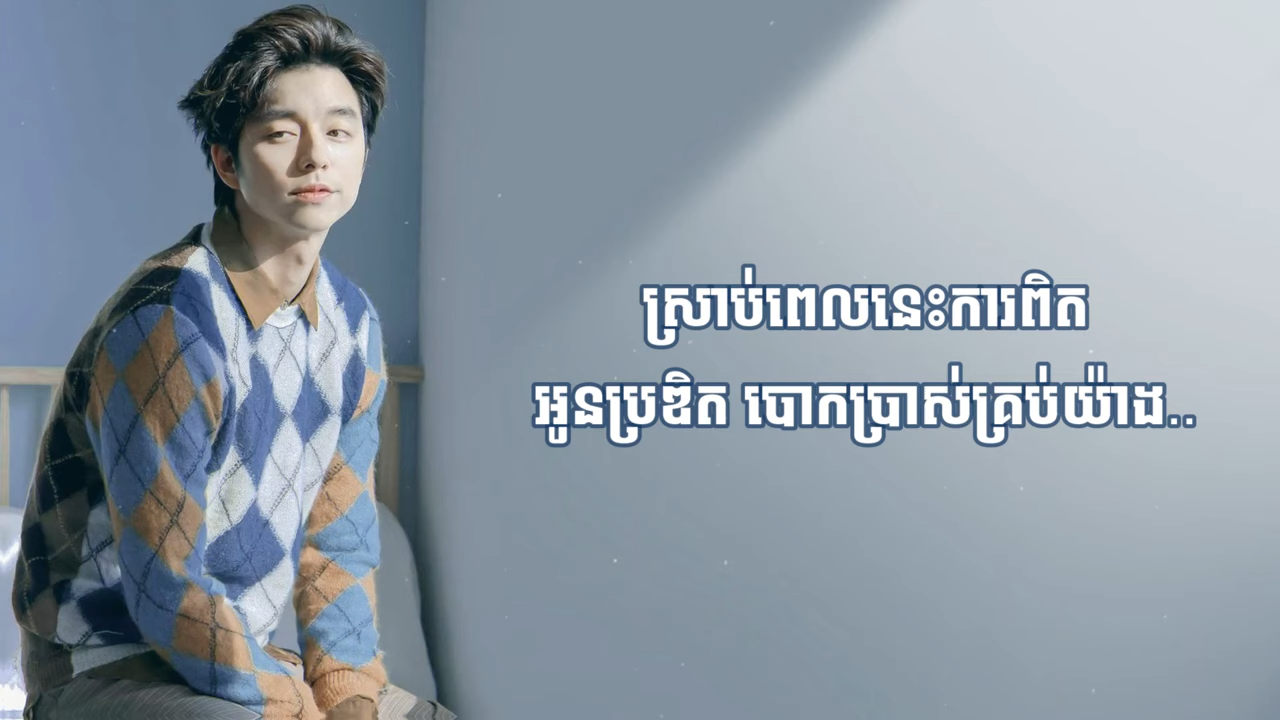 ស្រាប់ពេលនេះការពិត
អូនប្រឌិត បោកប្រាស់គ្រប់យ៉ាង..